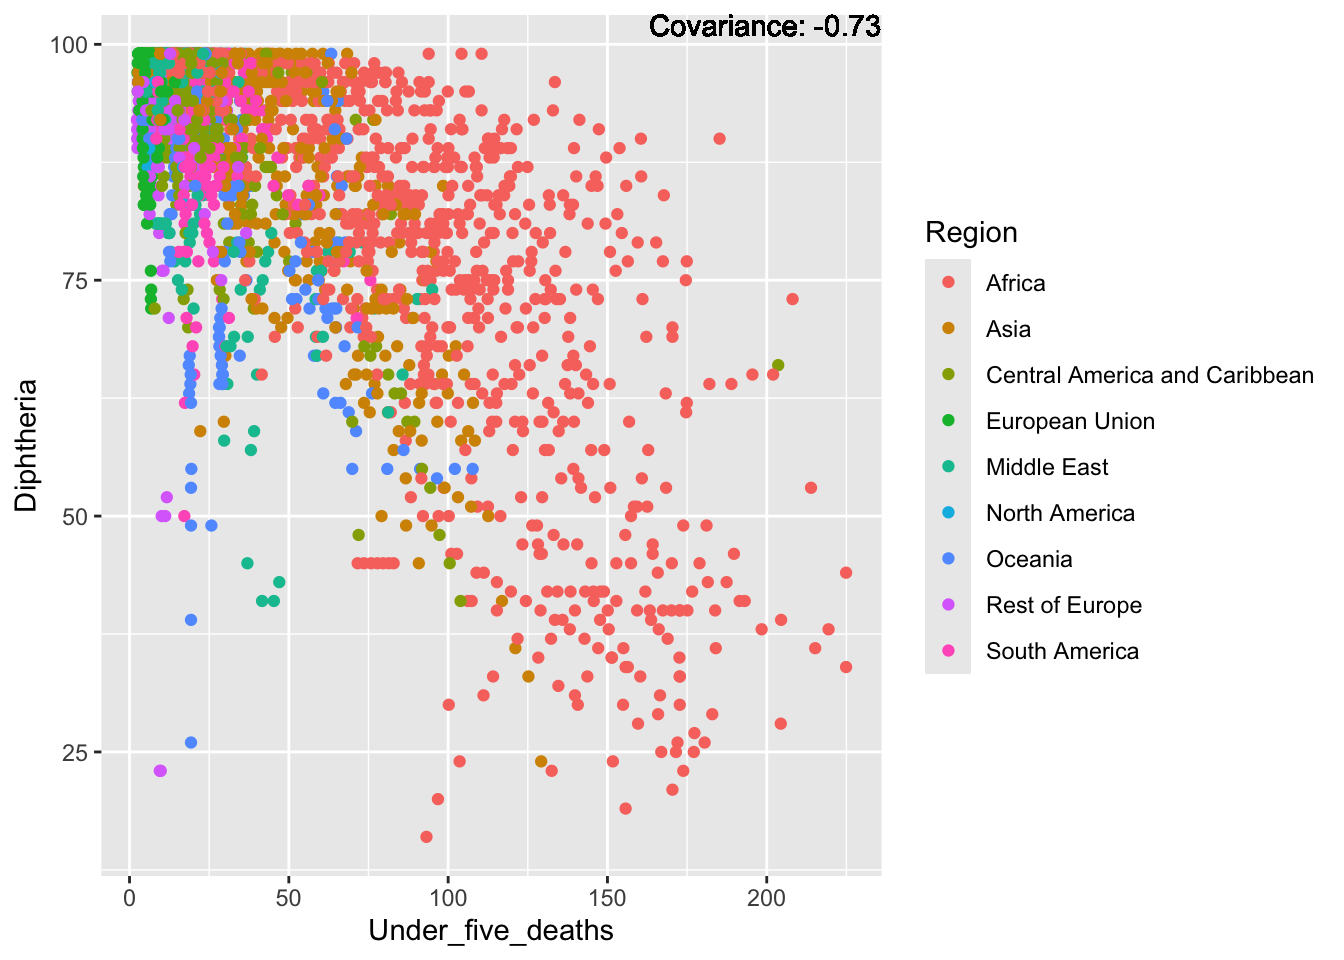 Covariance: -0.73
100
75
50
25
Diphtheria
0
50
100
150
200
Under_five_deaths
Region
Africa
Asia
Central America and Caribbean
European Union
Middle East
North America
Oceania
Rest of Europe
South America